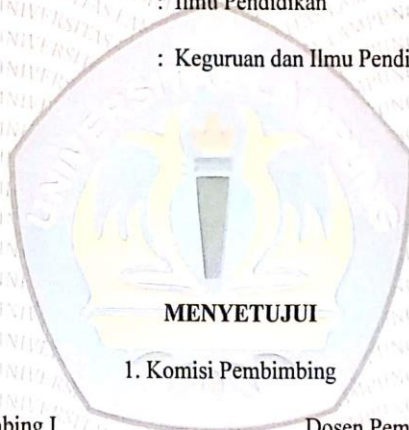 : Ilmu Pendidikan
: Keguruan dan Ilmu Pendi
MENYETUJUI
1. Komisi Pembimbing
bing I Dosen Pem